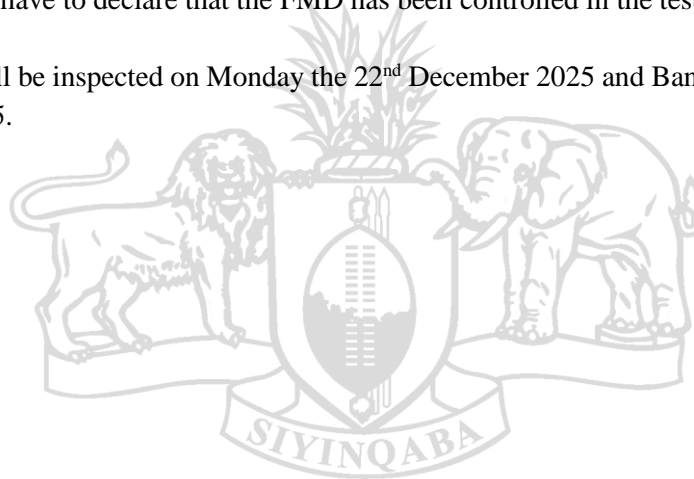 have to declare that the FMD has been controlled in the test
ll be inspected on Monday the 22nd December 2025 and Ban
5.
SIYINQABA